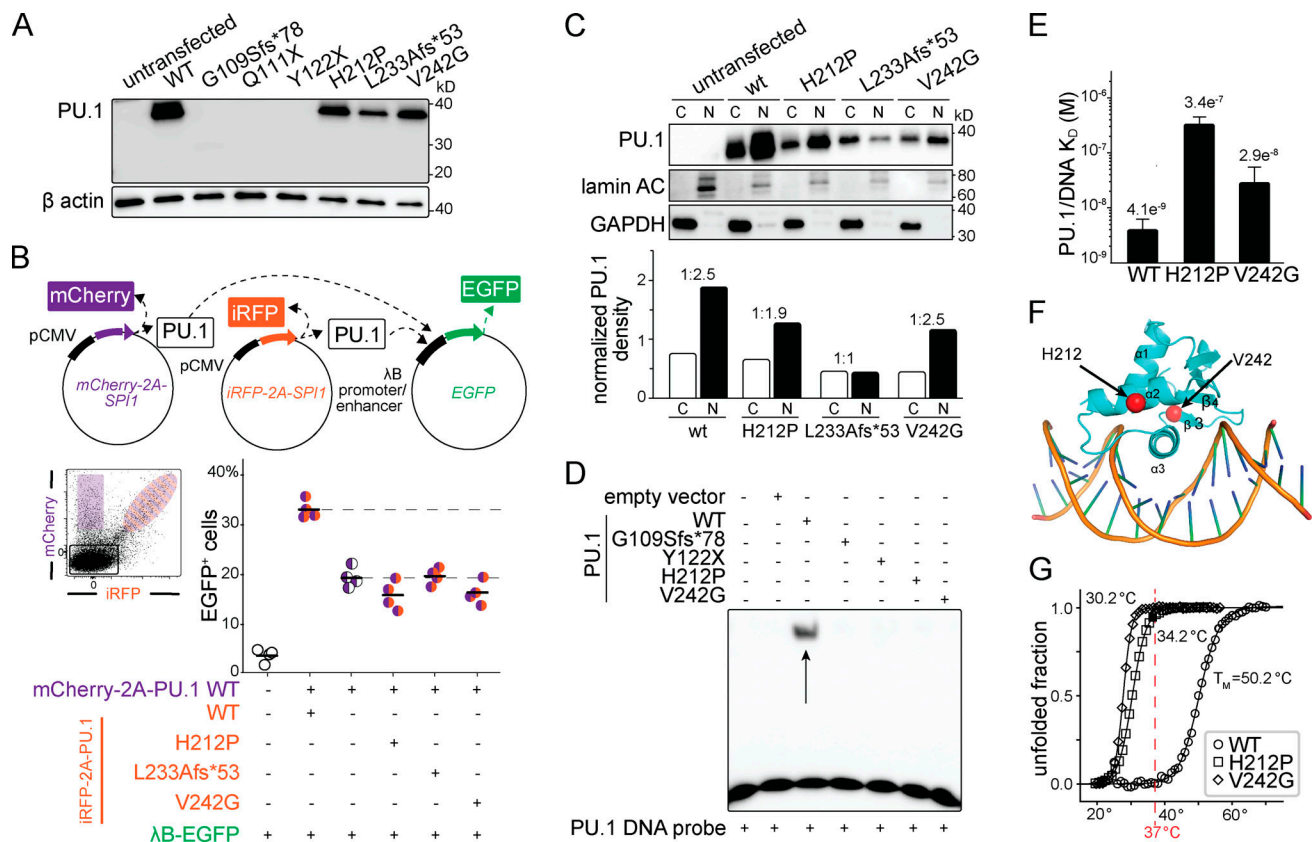 A
untransfected
WT
G109Sfs*78
Q111X
Y122X
H212P
L233Afs*53
V242G
kD
PU.1
40
30
20
β actin
40
B
mCherry
PU.1
iRFP
PU.1
EGFP
pCMV
pCMV
λB
promoter/
enhancer
mCherry-2A-
SPI1
iRFP-2A-SPI1
EGFP
mCherry
0
0
iRFP
EGFP+ cells
40%
30
20
10
0
mCherry-2A-PU.1 WT - + + + + +
iRFP-2A-PU.1
WT - + - - - -
H212P - - - + - -
L233Afs*53 - - - - + -
V242G - - - - - +
λB-EGFP + + + + + +
C
untransfected
wt
H212P
L233Afs*53
V242G
C N C N C N C N C N kD
PU.1
40
lamin AC
80
60
GAPDH
40
30
normalized PU.1
density
2
1
0
1:2.5
1:1.9
1:1
1:2.5
C N C N C N C N
wt H212P L233Afs*53 V242G
D
empty vector - + - - - - -
PU.1
WT - - + - - - -
G109Sfs*78 - - - + - - -
Y122X - - - - + - -
H212P - - - - - + -
V242G - - - - - - +
PU.1 DNA probe + + + + + + +
E
PU.1/DNA KD (M)
10-6
10-7
10-8
10-9
4.1e-9
3.4e-7
2.9e-8
WT H212P V242G
F
H212
V242
α1
α2
β4
β3
α3
G
unfolded fraction
1.0
0.5
0.0
30.2 °C
34.2 °C
TM=50.2 °C
WT
H212P
V242G
20° 40° 60°
37°C